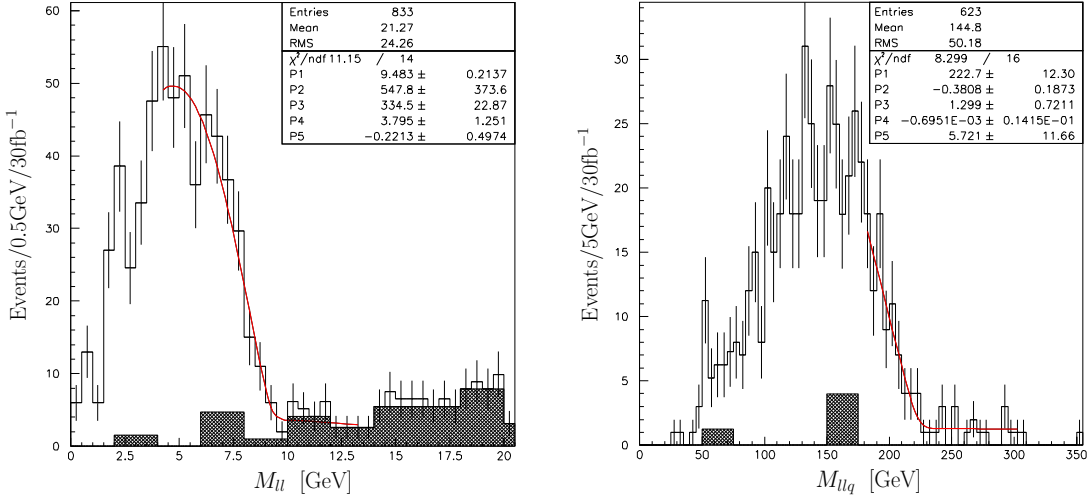 Entries 833
Mean 21.27
RMS 24.26
χ²/ndf 11.15 / 14
P1 9.483 ± 0.2137
P2 547.8 ± 373.6
P3 334.5 ± 22.87
P4 3.795 ± 1.251
P5 −0.2213 ± 0.4974
60
50
40
30
20
10
0
Events/0.5GeV/30fb⁻¹
0 2.5 5 7.5 10 12.5 15 17.5 20
M_ll [GeV]
Entries 623
Mean 144.8
RMS 50.18
χ²/ndf 8.299 / 16
P1 222.7 ± 12.30
P2 −0.3808 ± 0.1873
P3 1.299 ± 0.7211
P4 −0.6951E−03 ± 0.1415E−01
P5 5.721 ± 11.66
30
25
20
15
10
5
0
Events/5GeV/30fb⁻¹
0 50 100 150 200 250 300 350
M_llq [GeV]